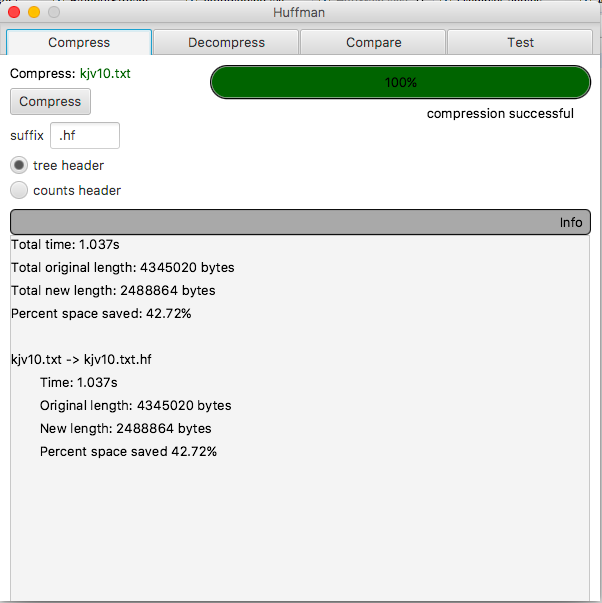 Huffman
Compress Decompress Compare Test
Compress: kjv10.txt
100%
Compress
compression successful
suffix .hf
tree header
counts header
Info
Total time: 1.037s
Total original length: 4345020 bytes
Total new length: 2488864 bytes
Percent space saved: 42.72%
kjv10.txt -> kjv10.txt.hf
Time: 1.037s
Original length: 4345020 bytes
New length: 2488864 bytes
Percent space saved 42.72%